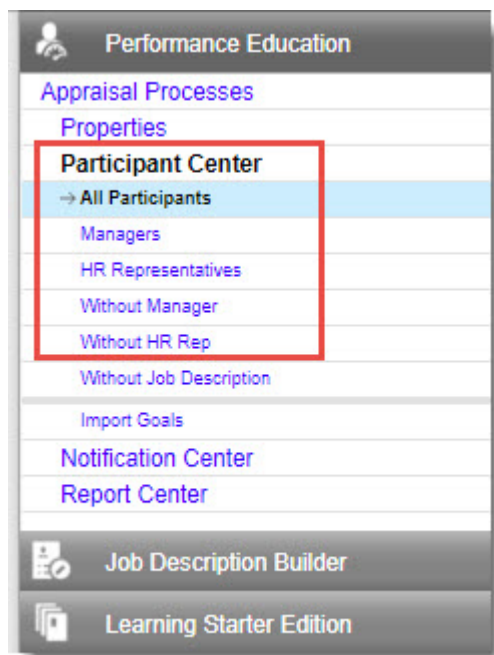 Performance Education
Appraisal Processes
Properties
Participant Center
→ All Participants
Managers
HR Representatives
Without Manager
Without HR Rep
Without Job Description
Import Goals
Notification Center
Report Center
Job Description Builder
Learning Starter Edition